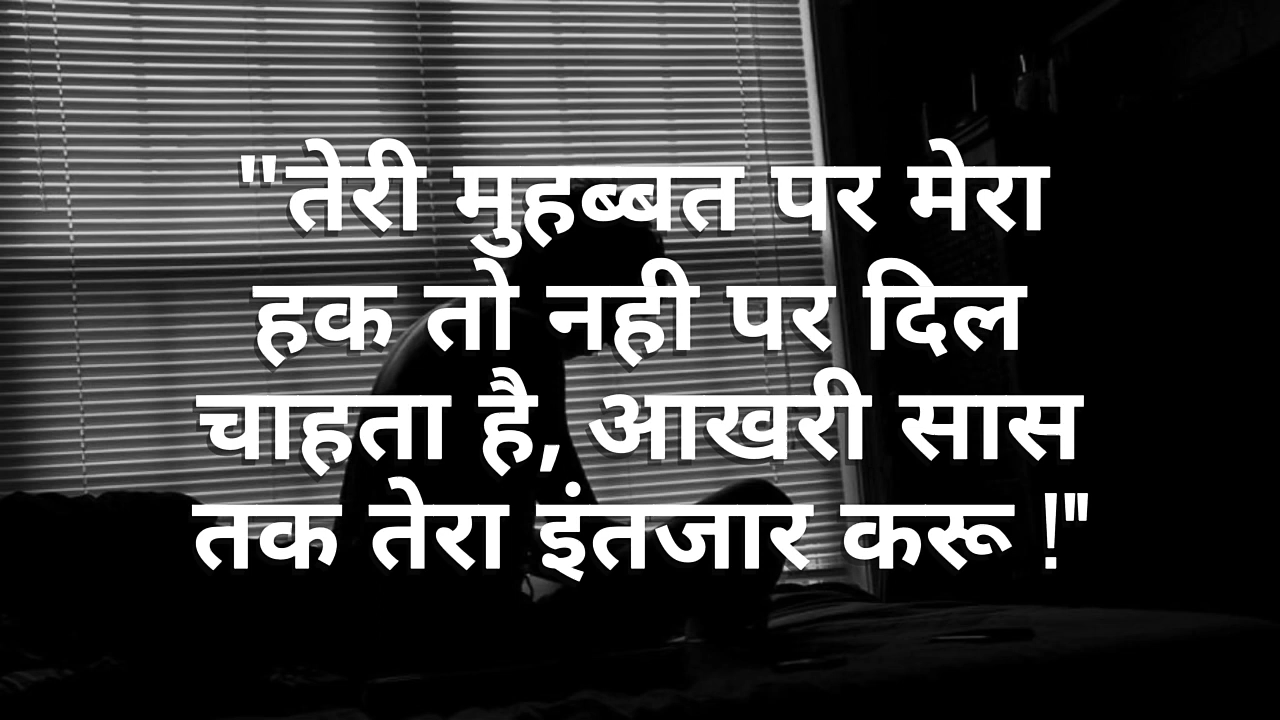 "तेरी मुहब्बत पर मेरा
हक तो नही पर दिल
चाहता है, आखरी सास
तक तेरा इंतजार करू !"